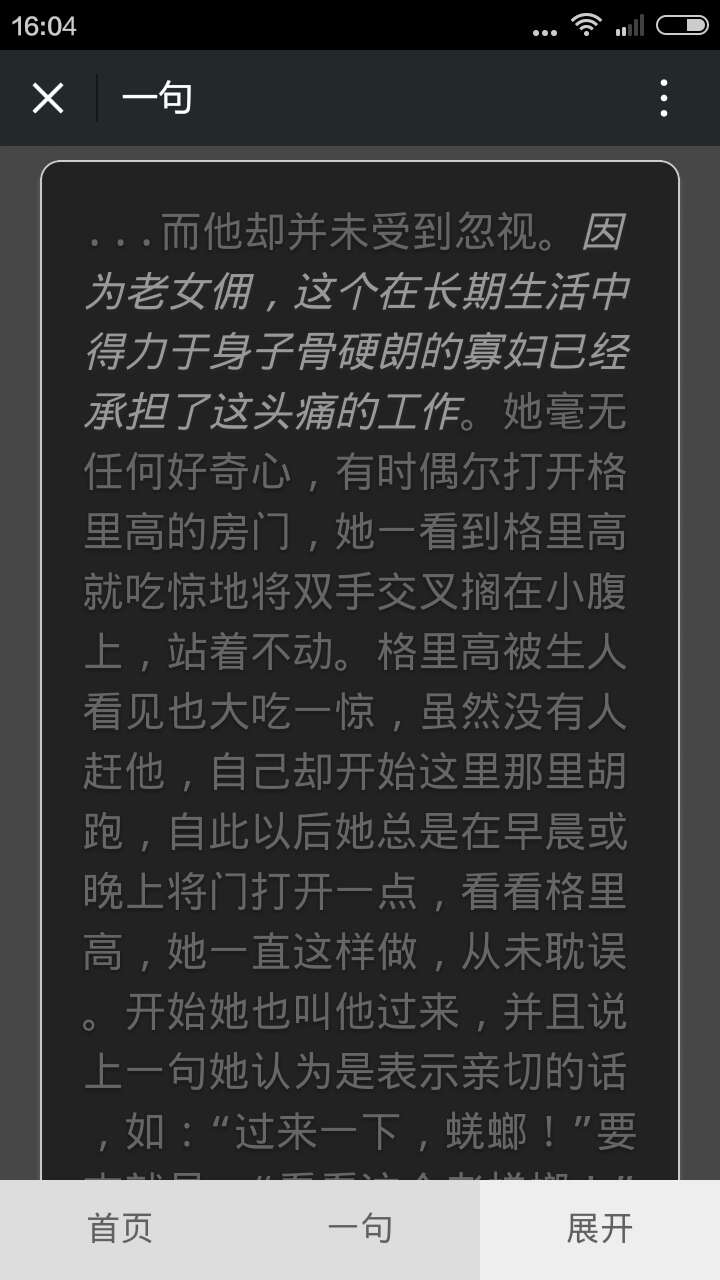 16:04
一句
...而他却并未受到忽视。因
为老女佣，这个在长期生活中
得力于身子骨硬朗的寡妇已经
承担了这头痛的工作。她毫无
任何好奇心，有时偶尔打开格
里高的房门，她一看到格里高
就吃惊地将双手交叉搁在小腹
上，站着不动。格里高被生人
看见也大吃一惊，虽然没有人
赶他，自己却开始这里那里胡
跑，自此以后她总是在早晨或
晚上将门打开一点，看看格里
高，她一直这样做，从未耽误
。开始她也叫他过来，并且说
上一句她认为是表示亲切的话
，如：“过来一下，蜣螂！”要
首页
一句
展开